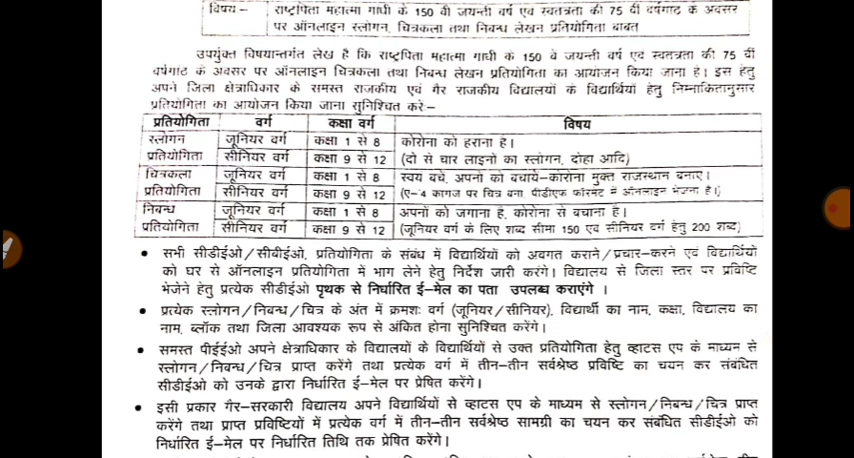 विषय – राष्ट्रपिता महात्मा गांधी के 150 वीं जयन्ती वर्ष एवं स्वतंत्रता की 75 वीं वर्षगांठ के अवसर
पर ऑनलाइन स्लोगन, चित्रकला तथा निबन्ध लेखन प्रतियोगिता बाबत
उपर्युक्त विषयान्तर्गत लेख है कि राष्ट्रपिता महात्मा गांधी के 150 वे जयन्ती वर्ष एवं स्वतंत्रता की 75 वीं
वर्षगांठ के अवसर पर ऑनलाइन चित्रकला तथा निबन्ध लेखन प्रतियोगिता का आयोजन किया जाना है। इस हेतु
अपने जिला क्षेत्राधिकार के समस्त राजकीय एवं गैर राजकीय विद्यालयों के विद्यार्थियों हेतु निम्नांकितानुसार
प्रतियोगिता का आयोजन किया जाना सुनिश्चित करे –
प्रतियोगिता वर्ग कक्षा वर्ग विषय
स्लोगन जूनियर वर्ग कक्षा 1 से 8 कोरोना को हराना है।
प्रतियोगिता सीनियर वर्ग कक्षा 9 से 12 (दो से चार लाइनो का स्लोगन, दोहा आदि)
चित्रकला जूनियर वर्ग कक्षा 1 से 8 स्वयं बचे, अपनों को बचाये–कोरोना मुक्त राजस्थान बनाए।
प्रतियोगिता सीनियर वर्ग कक्षा 9 से 12 (ए–4 कागज पर चित्र बना, पीडीएफ फॉरमेट में ऑनलाइन भेजना है।)
निबन्ध जूनियर वर्ग कक्षा 1 से 8 अपनों को जगाना है, कोरोना से बचाना है।
प्रतियोगिता सीनियर वर्ग कक्षा 9 से 12 (जूनियर वर्ग के लिए शब्द सीमा 150 एवं सीनियर वर्ग हेतु 200 शब्द)
• सभी सीडीईओ/सीबीईओ, प्रतियोगिता के संबंध में विद्यार्थियों को अवगत कराने/प्रचार–करने एवं विद्यार्थियों
को घर से ऑनलाइन प्रतियोगिता में भाग लेने हेतु निर्देश जारी करेंगे। विद्यालय से जिला स्तर पर प्रविष्टि
भेजेने हेतु प्रत्येक सीडीईओ पृथक से निर्धारित ई–मेल का पता उपलब्ध कराएंगे ।
• प्रत्येक स्लोगन/निबन्ध/चित्र के अंत में क्रमशः वर्ग (जूनियर/सीनियर), विद्यार्थी का नाम, कक्षा, विद्यालय का
नाम, ब्लॉक तथा जिला आवश्यक रूप से अंकित होना सुनिश्चित करेंगे।
• समस्त पीईईओ अपने क्षेत्राधिकार के विद्यालयों के विद्यार्थियों से उक्त प्रतियोगिता हेतु व्हाटस एप के माध्यम से
स्लोगन/निबन्ध/चित्र प्राप्त करेंगे तथा प्रत्येक वर्ग में तीन–तीन सर्वश्रेष्ठ प्रविष्टि का चयन कर संबंधित
सीडीईओ को उनके द्वारा निर्धारित ई–मेल पर प्रेषित करेंगे।
• इसी प्रकार गैर–सरकारी विद्यालय अपने विद्यार्थियों से व्हाटस एप के माध्यम से स्लोगन/निबन्ध/चित्र प्राप्त
करेंगे तथा प्राप्त प्रविष्टियों में प्रत्येक वर्ग में तीन–तीन सर्वश्रेष्ठ सामग्री का चयन कर संबंधित सीडीईओ को
निर्धारित ई–मेल पर निर्धारित तिथि तक प्रेषित करेंगे।